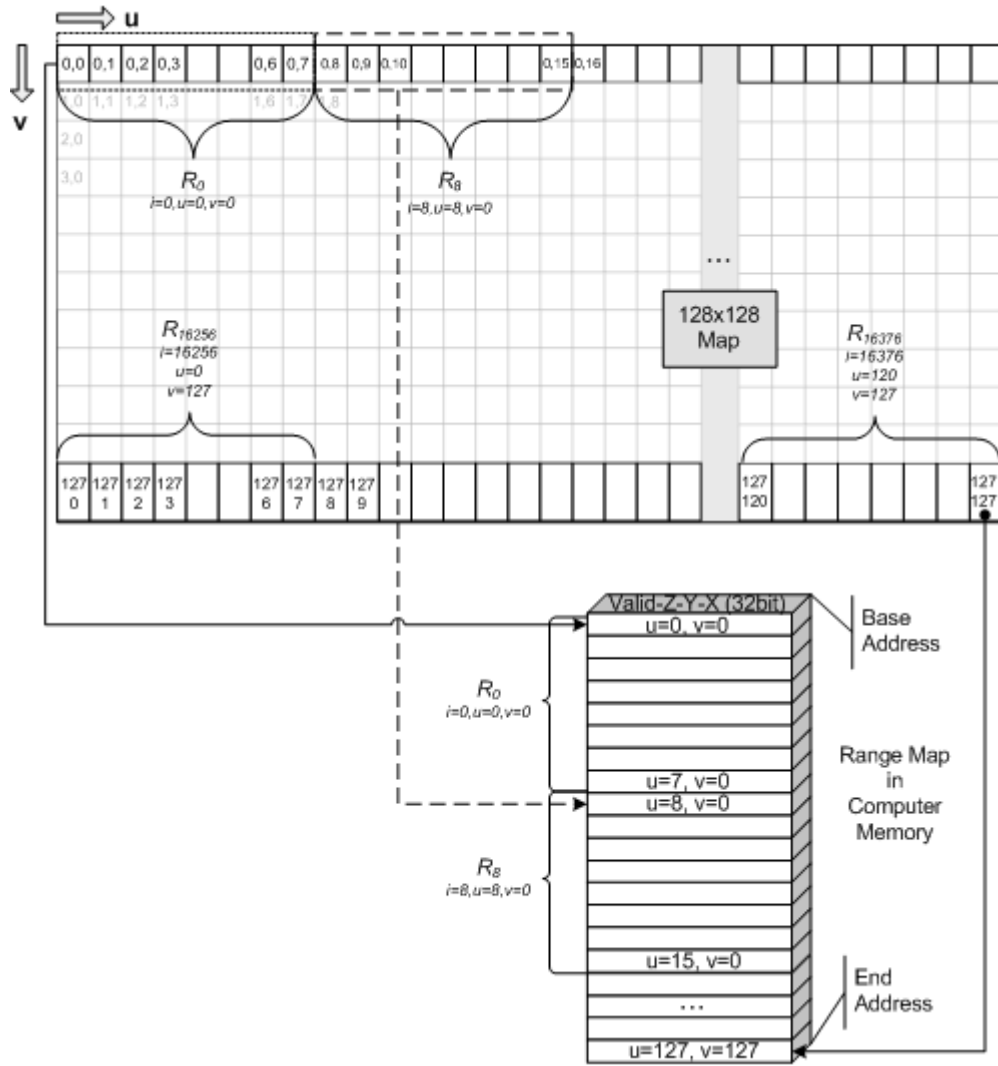 u
v
0,0 0,1 0,2 0,3 0,6 0,7 0,8 0,9 0,10 0,15 0,16
1,0 1,1 1,2 1,3 1,6 1,7 1,8
2,0
3,0
R0
i=0,u=0,v=0
R8
i=8,u=8,v=0
...
128x128
Map
R16256
i=16256
u=0
v=127
R16376
i=16376
u=120
v=127
127 127 127 127 127 127 127 127 127 127
0 1 2 3 6 7 8 9 120 127
Valid-Z-Y-X (32bit)
u=0, v=0
Base
Address
R0
i=0,u=0,v=0
u=7, v=0
u=8, v=0
Range Map
in
Computer
Memory
R8
i=8,u=8,v=0
u=15, v=0
...
End
Address
u=127, v=127